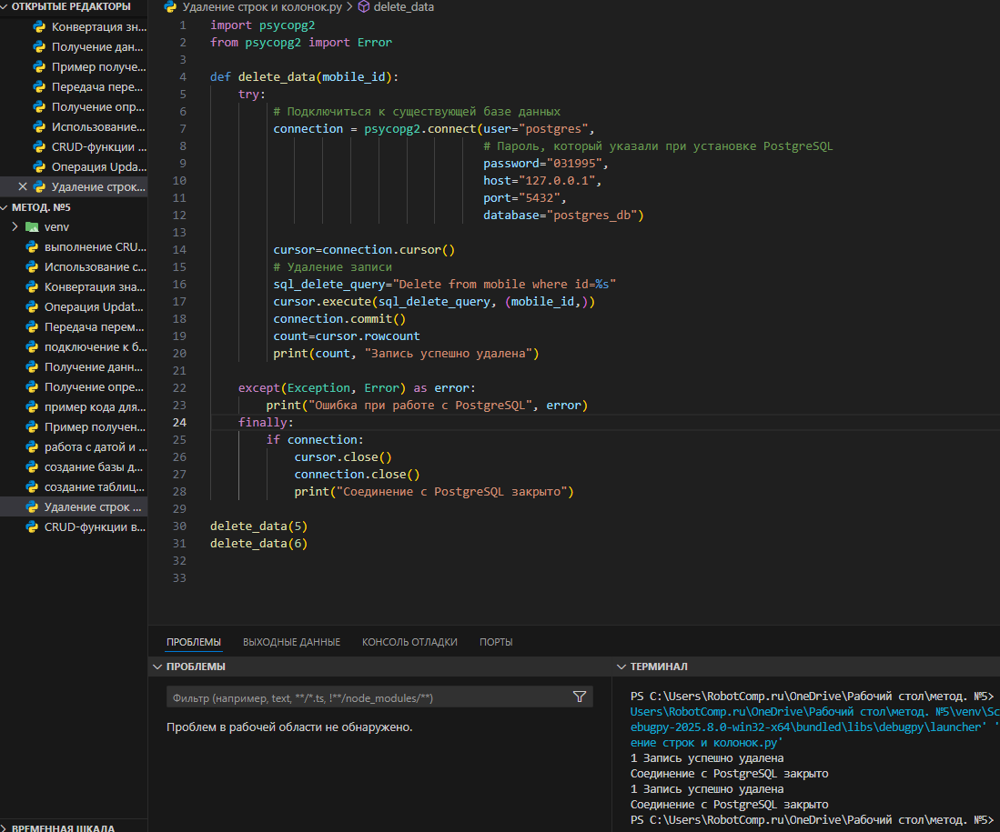 ОТКРЫТЫЕ РЕДАКТОРЫ
Конвертация зн...
Получение дан...
Пример получе...
Передача пере...
Получение опр...
Использование...
CRUD-функции ...
Операция Upda...
Удаление строк...
МЕТОД. №5
venv
выполнение CRU...
Использование с...
Конвертация зна...
Операция Updat...
Передача перем...
подключение к б...
Получение данн...
Получение опре...
пример кода для...
Пример получен...
работа с датой и ...
создание базы д...
создание таблиц...
Удаление строк ...
CRUD-функции в...
ВРЕМЕННАЯ ШКАЛА
Удаление строк и колонок.py > delete_data
1 import psycopg2
2 from psycopg2 import Error
3
4 def delete_data(mobile_id):
5 try:
6 # Подключиться к существующей базе данных
7 connection = psycopg2.connect(user="postgres",
8 # Пароль, который указали при установке PostgreSQL
9 password="031995",
10 host="127.0.0.1",
11 port="5432",
12 database="postgres_db")
13
14 cursor=connection.cursor()
15 # Удаление записи
16 sql_delete_query="Delete from mobile where id=%s"
17 cursor.execute(sql_delete_query, (mobile_id,))
18 connection.commit()
19 count=cursor.rowcount
20 print(count, "Запись успешно удалена")
21
22 except(Exception, Error) as error:
23 print("Ошибка при работе с PostgreSQL", error)
24 finally:
25 if connection:
26 cursor.close()
27 connection.close()
28 print("Соединение с PostgreSQL закрыто")
29
30 delete_data(5)
31 delete_data(6)
32
33
ПРОБЛЕМЫ ВЫХОДНЫЕ ДАННЫЕ КОНСОЛЬ ОТЛАДКИ ПОРТЫ
ПРОБЛЕМЫ
Фильтр (например, text, **/*.ts, !**/node_modules/**)
Проблем в рабочей области не обнаружено.
ТЕРМИНАЛ
PS C:\Users\RobotComp.ru\OneDrive\Рабочий стол\метод. №5>
Users\RobotComp.ru\OneDrive\Рабочий стол\метод. №5\venv\Sc
ebugpy-2025.8.0-win32-x64\bundled\libs\debugpy\launcher' '
ение строк и колонок.py'
1 Запись успешно удалена
Соединение с PostgreSQL закрыто
1 Запись успешно удалена
Соединение с PostgreSQL закрыто
PS C:\Users\RobotComp.ru\OneDrive\Рабочий стол\метод. №5>